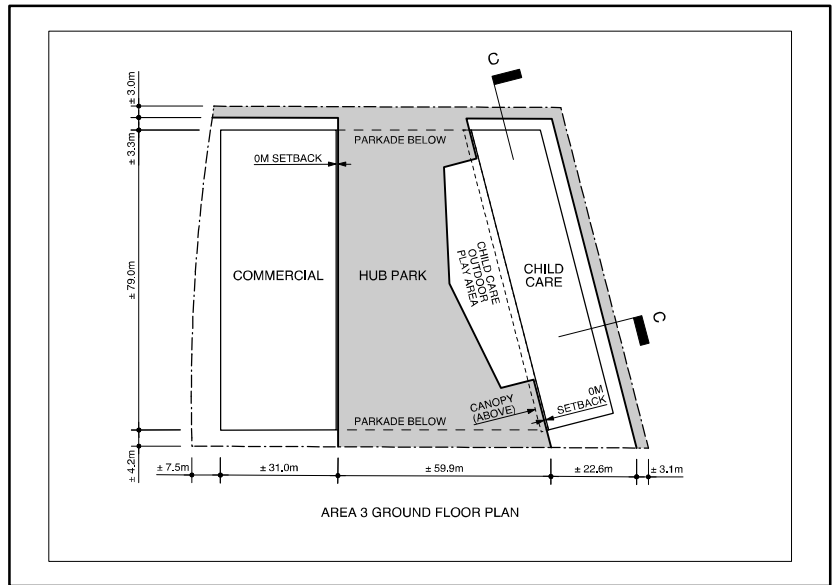 C
± 3.0m
± 3.3m
PARKADE BELOW
0M SETBACK
± 79.0m
COMMERCIAL
HUB PARK
CHILD CARE
OUTDOOR
PLAY AREA
CHILD
CARE
C
0M
SETBACK
CANOPY
(ABOVE)
PARKADE BELOW
± 4.2m
± 7.5m
± 31.0m
± 59.9m
± 22.6m
± 3.1m
AREA 3 GROUND FLOOR PLAN